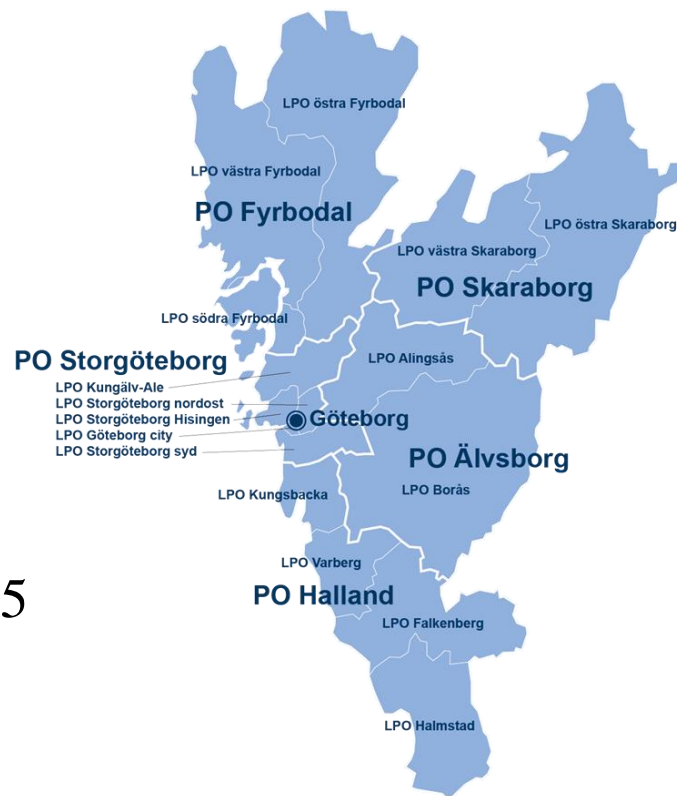 LPO östra Fyrbodal
LPO västra Fyrbodal
PO Fyrbodal
LPO östra Skaraborg
LPO västra Skaraborg
PO Skaraborg
LPO södra Fyrbodal
PO Storgöteborg
LPO Alingsås
LPO Kungälv-Ale
LPO Storgöteborg nordost
LPO Storgöteborg Hisingen
LPO Göteborg city
LPO Storgöteborg syd
Göteborg
PO Älvsborg
LPO Borås
LPO Kungsbacka
LPO Varberg
PO Halland
5
LPO Falkenberg
LPO Halmstad